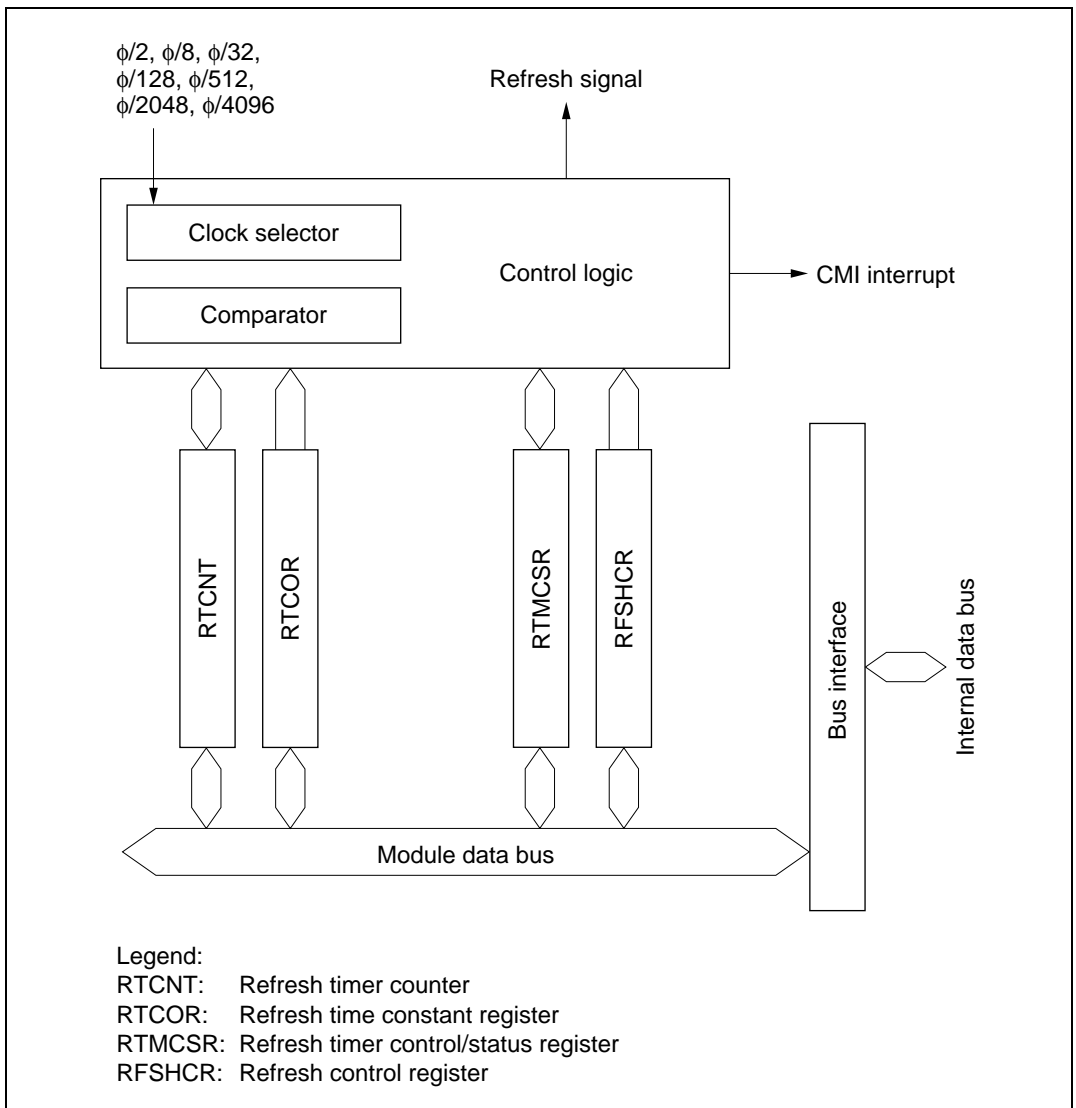 ϕ/2, ϕ/8, ϕ/32,
ϕ/128, ϕ/512,
ϕ/2048, ϕ/4096
Refresh signal
Clock selector
Control logic
CMI interrupt
Comparator
RTCNT
RTCOR
RTMCSR
RFSHCR
Bus interface
Internal data bus
Module data bus
Legend:
RTCNT: Refresh timer counter
RTCOR: Refresh time constant register
RTMCSR: Refresh timer control/status register
RFSHCR: Refresh control register